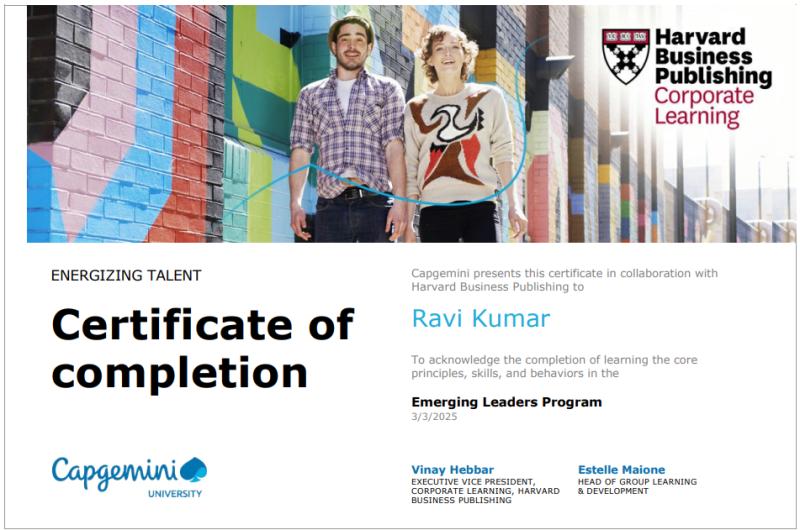 Harvard
Business
Publishing
Corporate
Learning
ENERGIZING TALENT
Certificate of
completion
Capgemini presents this certificate in collaboration with
Harvard Business Publishing to
Ravi Kumar
To acknowledge the completion of learning the core
principles, skills, and behaviors in the
Emerging Leaders Program
3/3/2025
Capgemini
UNIVERSITY
Vinay Hebbar
EXECUTIVE VICE PRESIDENT,
CORPORATE LEARNING, HARVARD
BUSINESS PUBLISHING
Estelle Maione
HEAD OF GROUP LEARNING
& DEVELOPMENT